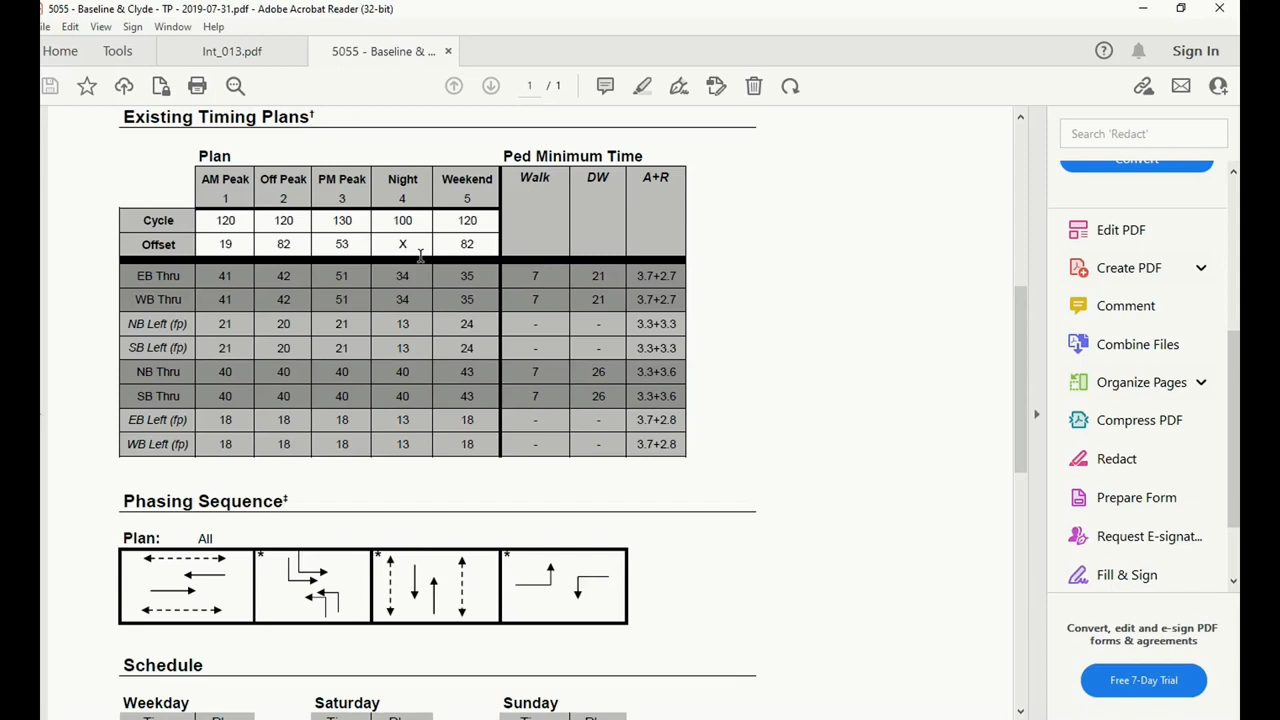 5055 - Baseline & Clyde - TP - 2019-07-31.pdf - Adobe Acrobat Reader (32-bit)
ile Edit View Sign Window Help
Home Tools Int_013.pdf 5055 - Baseline & ... × Sign In
1 / 1
Existing Timing Plans†
Search 'Redact'
Convert
Plan Ped Minimum Time
AM Peak Off Peak PM Peak Night Weekend Walk DW A+R
1 2 3 4 5
Cycle 120 120 130 100 120
Offset 19 82 53 X 82
EB Thru 41 42 51 34 35 7 21 3.7+2.7
WB Thru 41 42 51 34 35 7 21 3.7+2.7
NB Left (fp) 21 20 21 13 24 - - 3.3+3.3
SB Left (fp) 21 20 21 13 24 - - 3.3+3.3
NB Thru 40 40 40 40 43 7 26 3.3+3.6
SB Thru 40 40 40 40 43 7 26 3.3+3.6
EB Left (fp) 18 18 18 13 18 - - 3.7+2.8
WB Left (fp) 18 18 18 13 18 - - 3.7+2.8
Phasing Sequence‡
Plan: All
* * *
Schedule
Weekday Saturday Sunday
Edit PDF
Create PDF
Comment
Combine Files
Organize Pages
Compress PDF
Redact
Prepare Form
Request E-signat...
Fill & Sign
Convert, edit and e-sign PDF
forms & agreements
Free 7-Day Trial